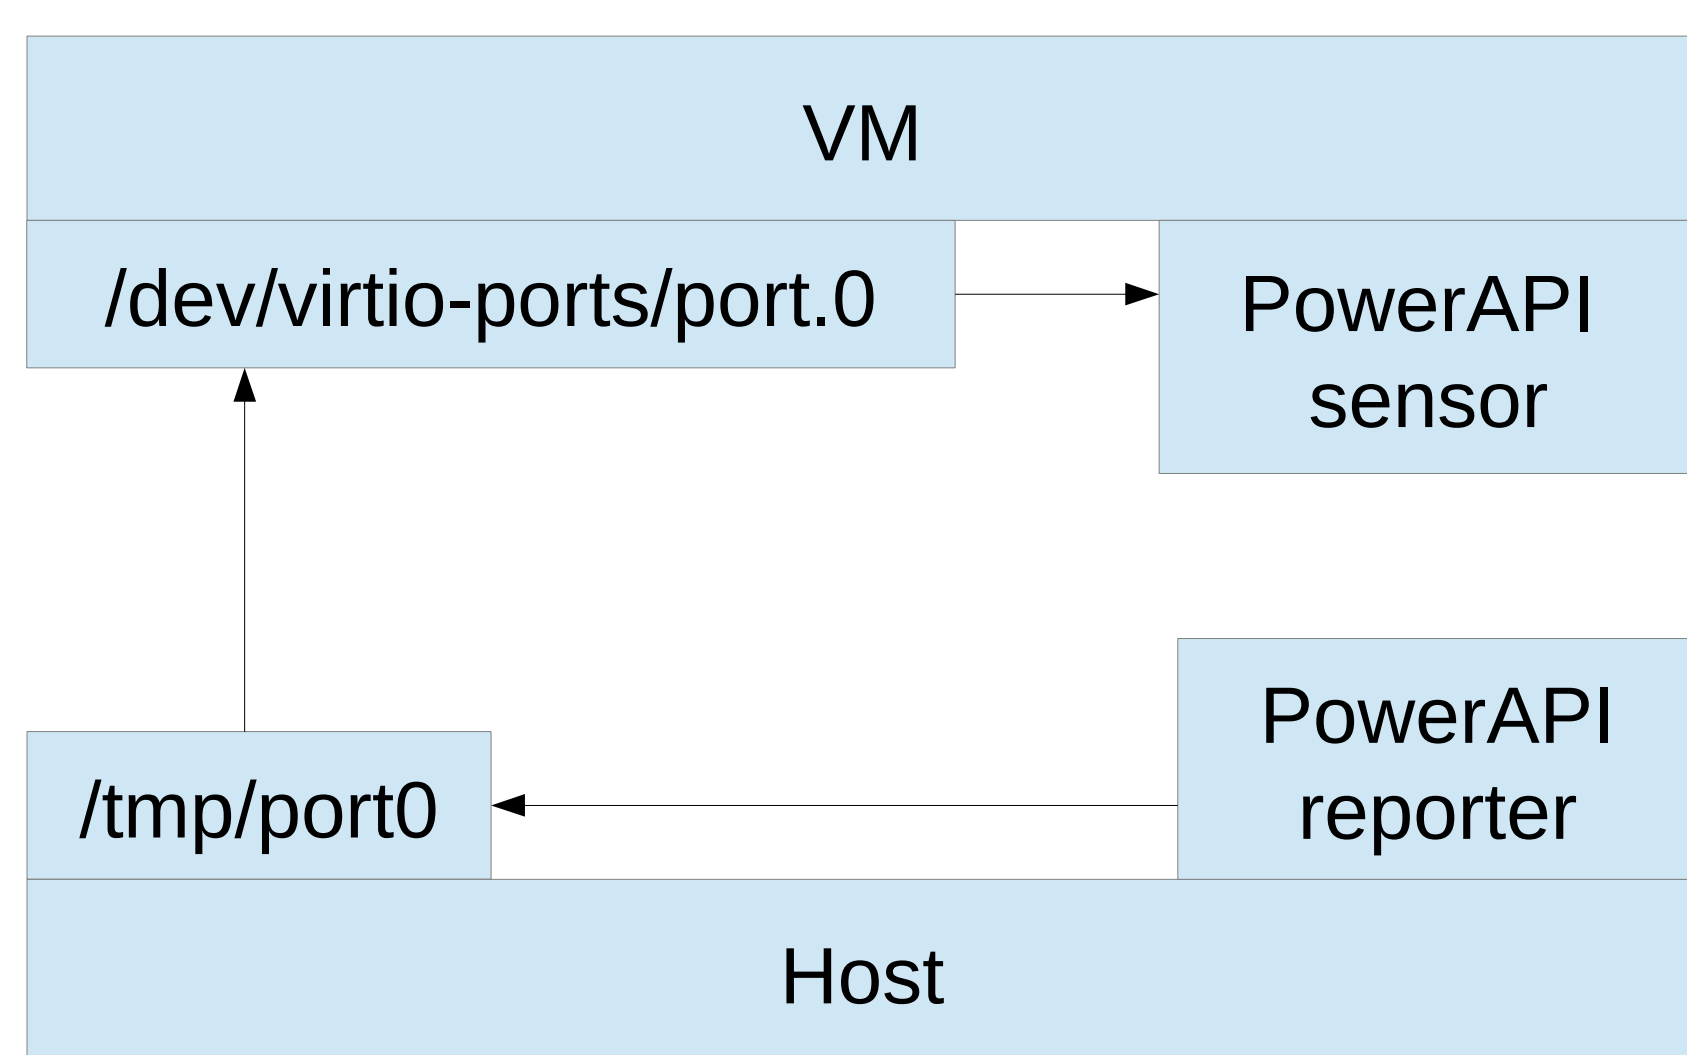 VM
/dev/virtio-ports/port.0
PowerAPI
sensor
PowerAPI
reporter
/tmp/port0
Host